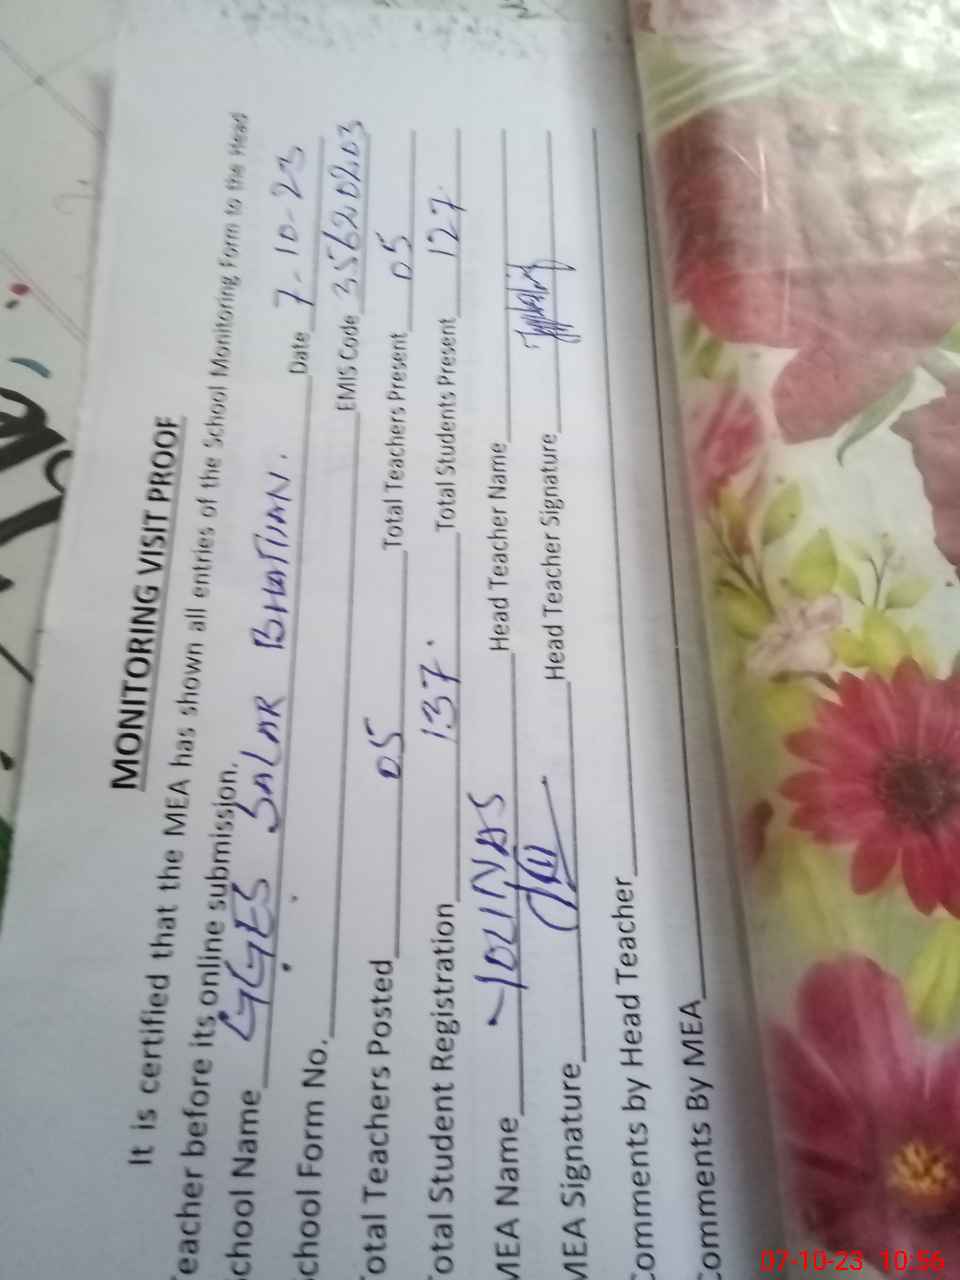 MONITORING VISIT PROOF
It is certified that the MEA has shown all entries of the School Monitoring Form to the Head
Teacher before its online submission.
School Name GGES SALAR BHATTIAN. Date 7-10-23
School Form No. EMIS Code 35620203
Total Teachers Posted 05 Total Teachers Present 05
Total Student Registration 137. Total Students Present 127.
MEA Name Head Teacher Name
MEA Signature Head Teacher Signature
Comments by Head Teacher
Comments By MEA
07-10-23 10:56